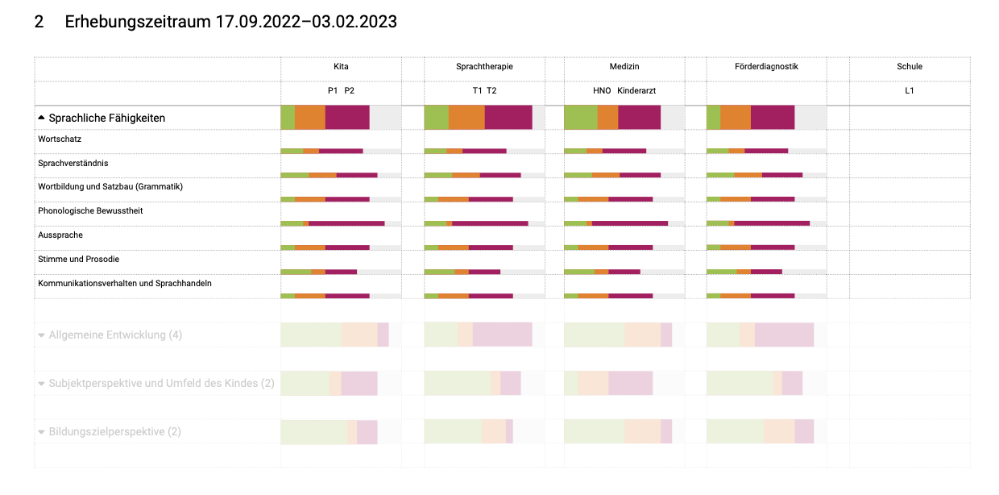 2 Erhebungszeitraum 17.09.2022–03.02.2023
Kita Sprachtherapie Medizin Förderdiagnostik Schule
P1 P2 T1 T2 HNO Kinderarzt L1
Sprachliche Fähigkeiten
Wortschatz
Sprachverständnis
Wortbildung und Satzbau (Grammatik)
Phonologische Bewusstheit
Aussprache
Stimme und Prosodie
Kommunikationsverhalten und Sprachhandeln
Allgemeine Entwicklung (4)
Subjektperspektive und Umfeld des Kindes (2)
Bildungszielperspektive (2)